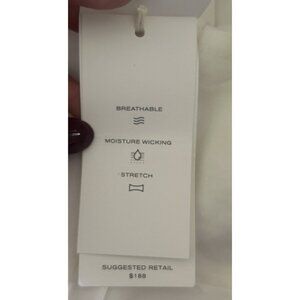 BREATHABLE
MOISTURE WICKING
STRETCH
SUGGESTED RETAIL
$188